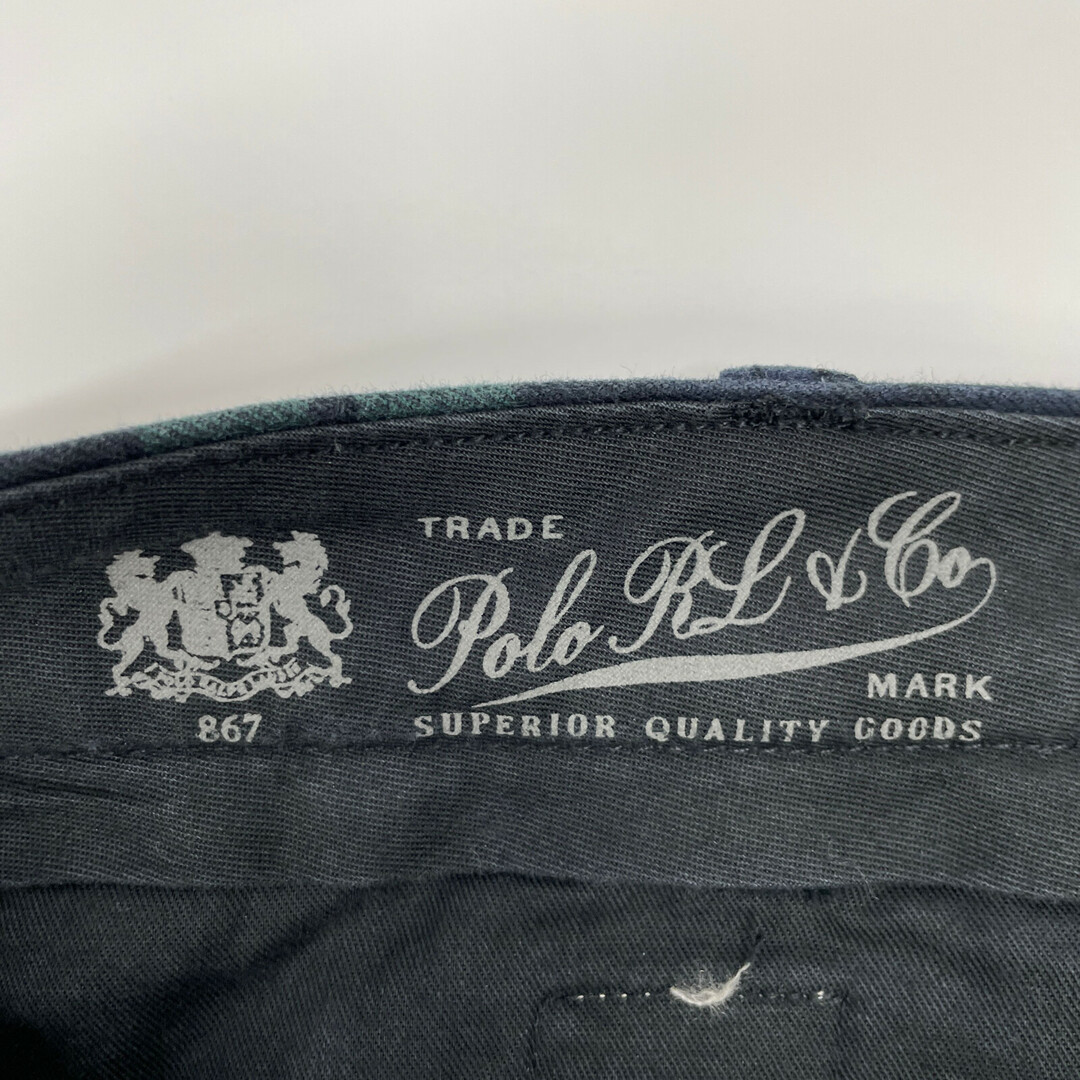 TRADE
Polo RL & Co
MARK
867
SUPERIOR QUALITY GOODS